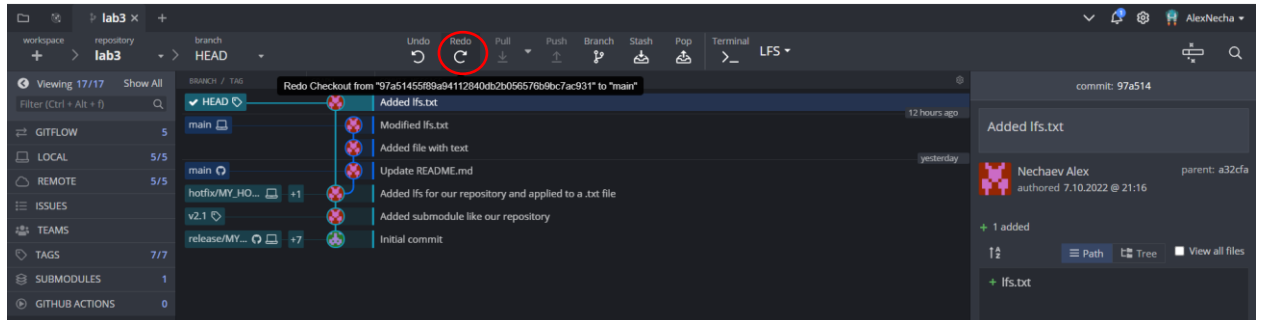 lab3
AlexNecha
workspace
repository
lab3
branch
HEAD
Undo
Redo
Pull
Push
Branch
Stash
Pop
Terminal
LFS
Viewing 17/17 Show All
Filter (Ctrl + Alt + f)
GITFLOW 5
LOCAL 5/5
REMOTE 5/5
ISSUES
TEAMS
TAGS 7/7
SUBMODULES 1
GITHUB ACTIONS 0
BRANCH / TAG
Redo Checkout from "97a51455f89a94112840db2b056576b9bc7ac931" to "main"
HEAD Added lfs.txt
12 hours ago
main Modified lfs.txt
Added file with text
yesterday
main Update README.md
hotfix/MY_HO... +1 Added lfs for our repository and applied to a .txt file
v2.1 Added submodule like our repository
release/MY... +7 Initial commit
commit: 97a514
Added lfs.txt
Nechaev Alex
parent: a32cfa
authored 7.10.2022 @ 21:16
+ 1 added
Path
Tree
View all files
+ lfs.txt